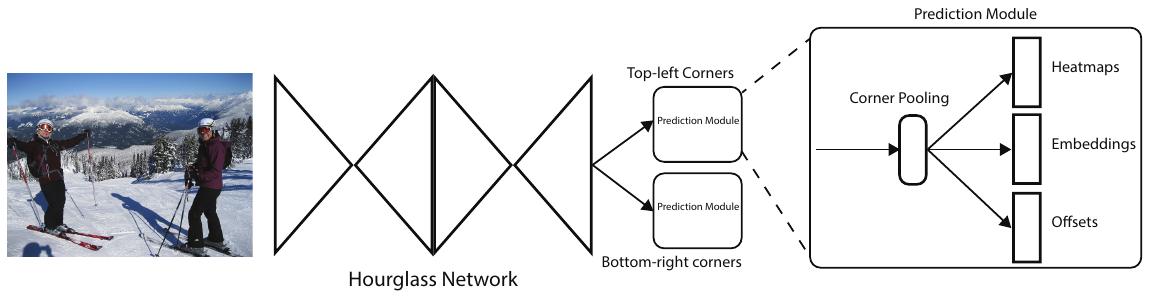 Prediction Module
Top-left Corners
Heatmaps
Corner Pooling
Prediction Module
Embeddings
Prediction Module
Offsets
Bottom-right corners
Hourglass Network